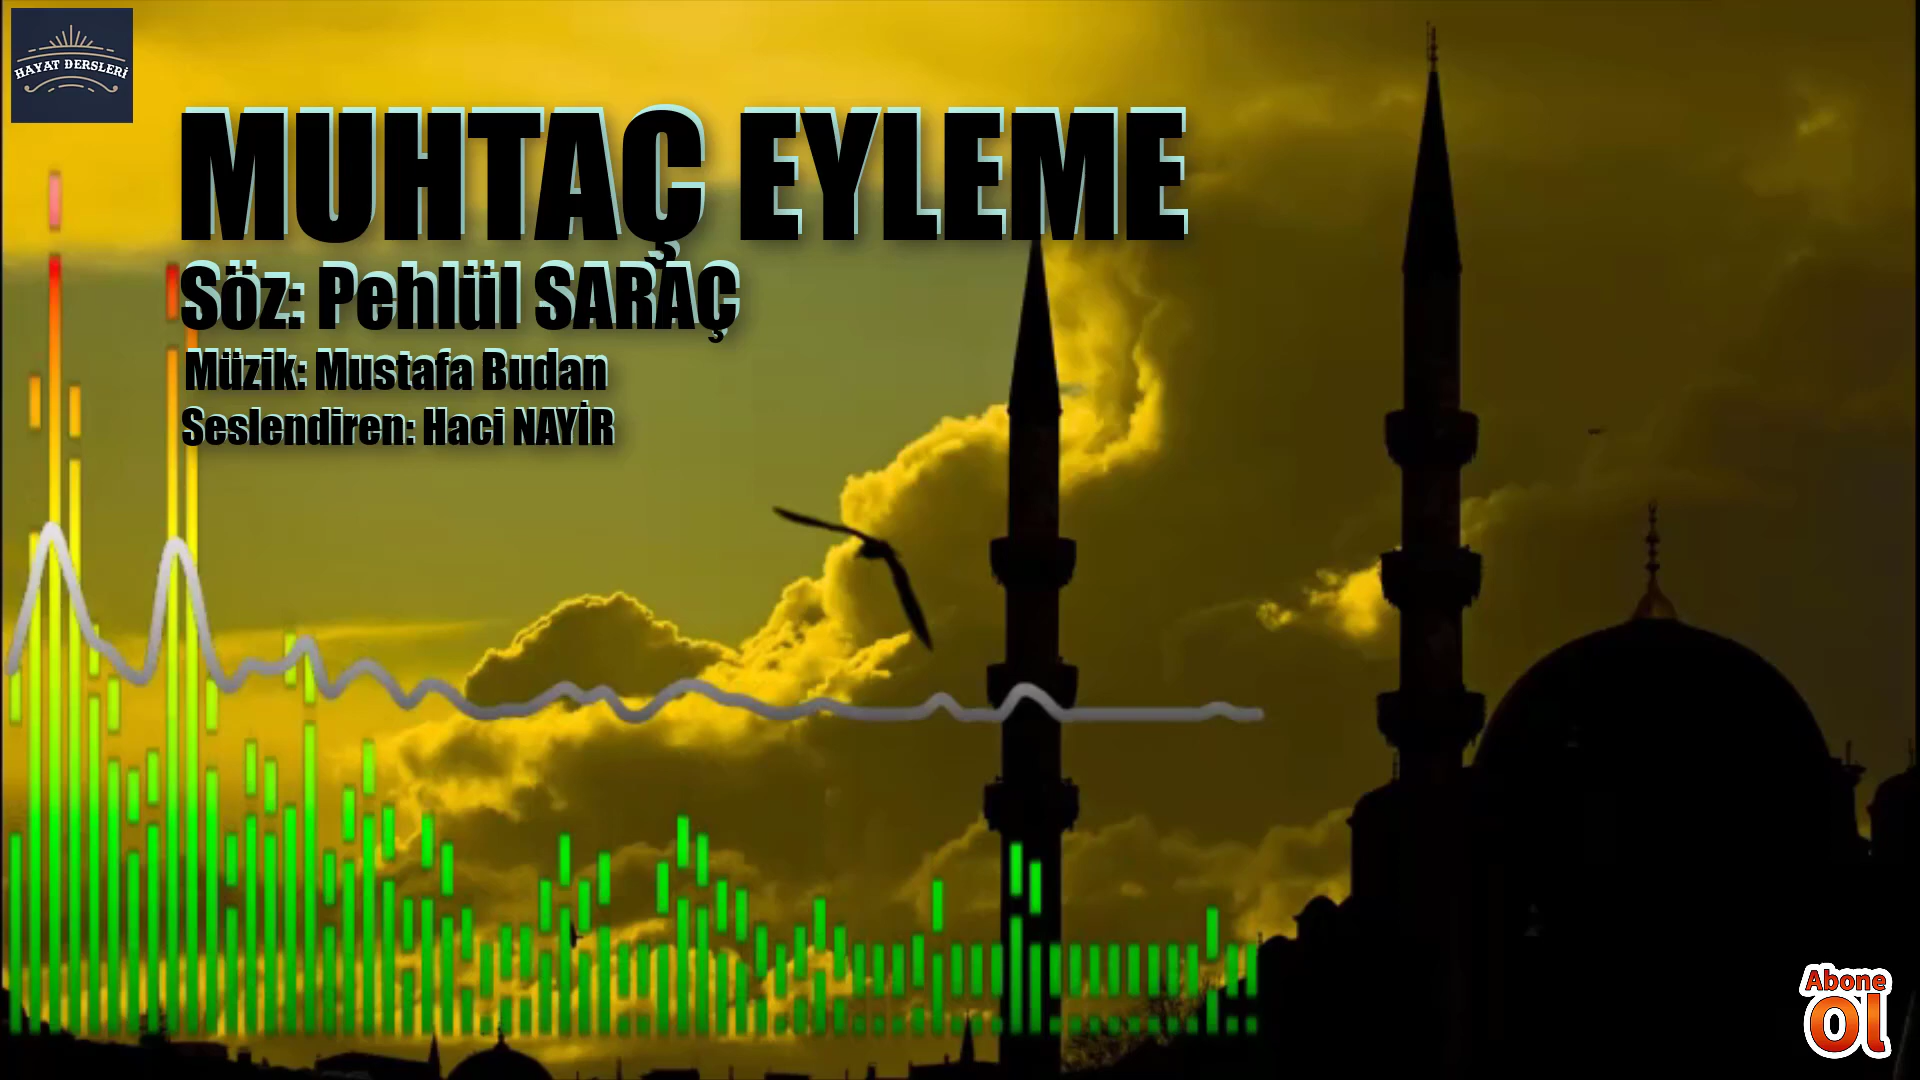 HAYAT DERSLERİ
MUHTAÇ EYLEME
Söz: Pehlül SARAÇ
Müzik: Mustafa Budan
Seslendiren: Haci NAYİR
Abone
ol